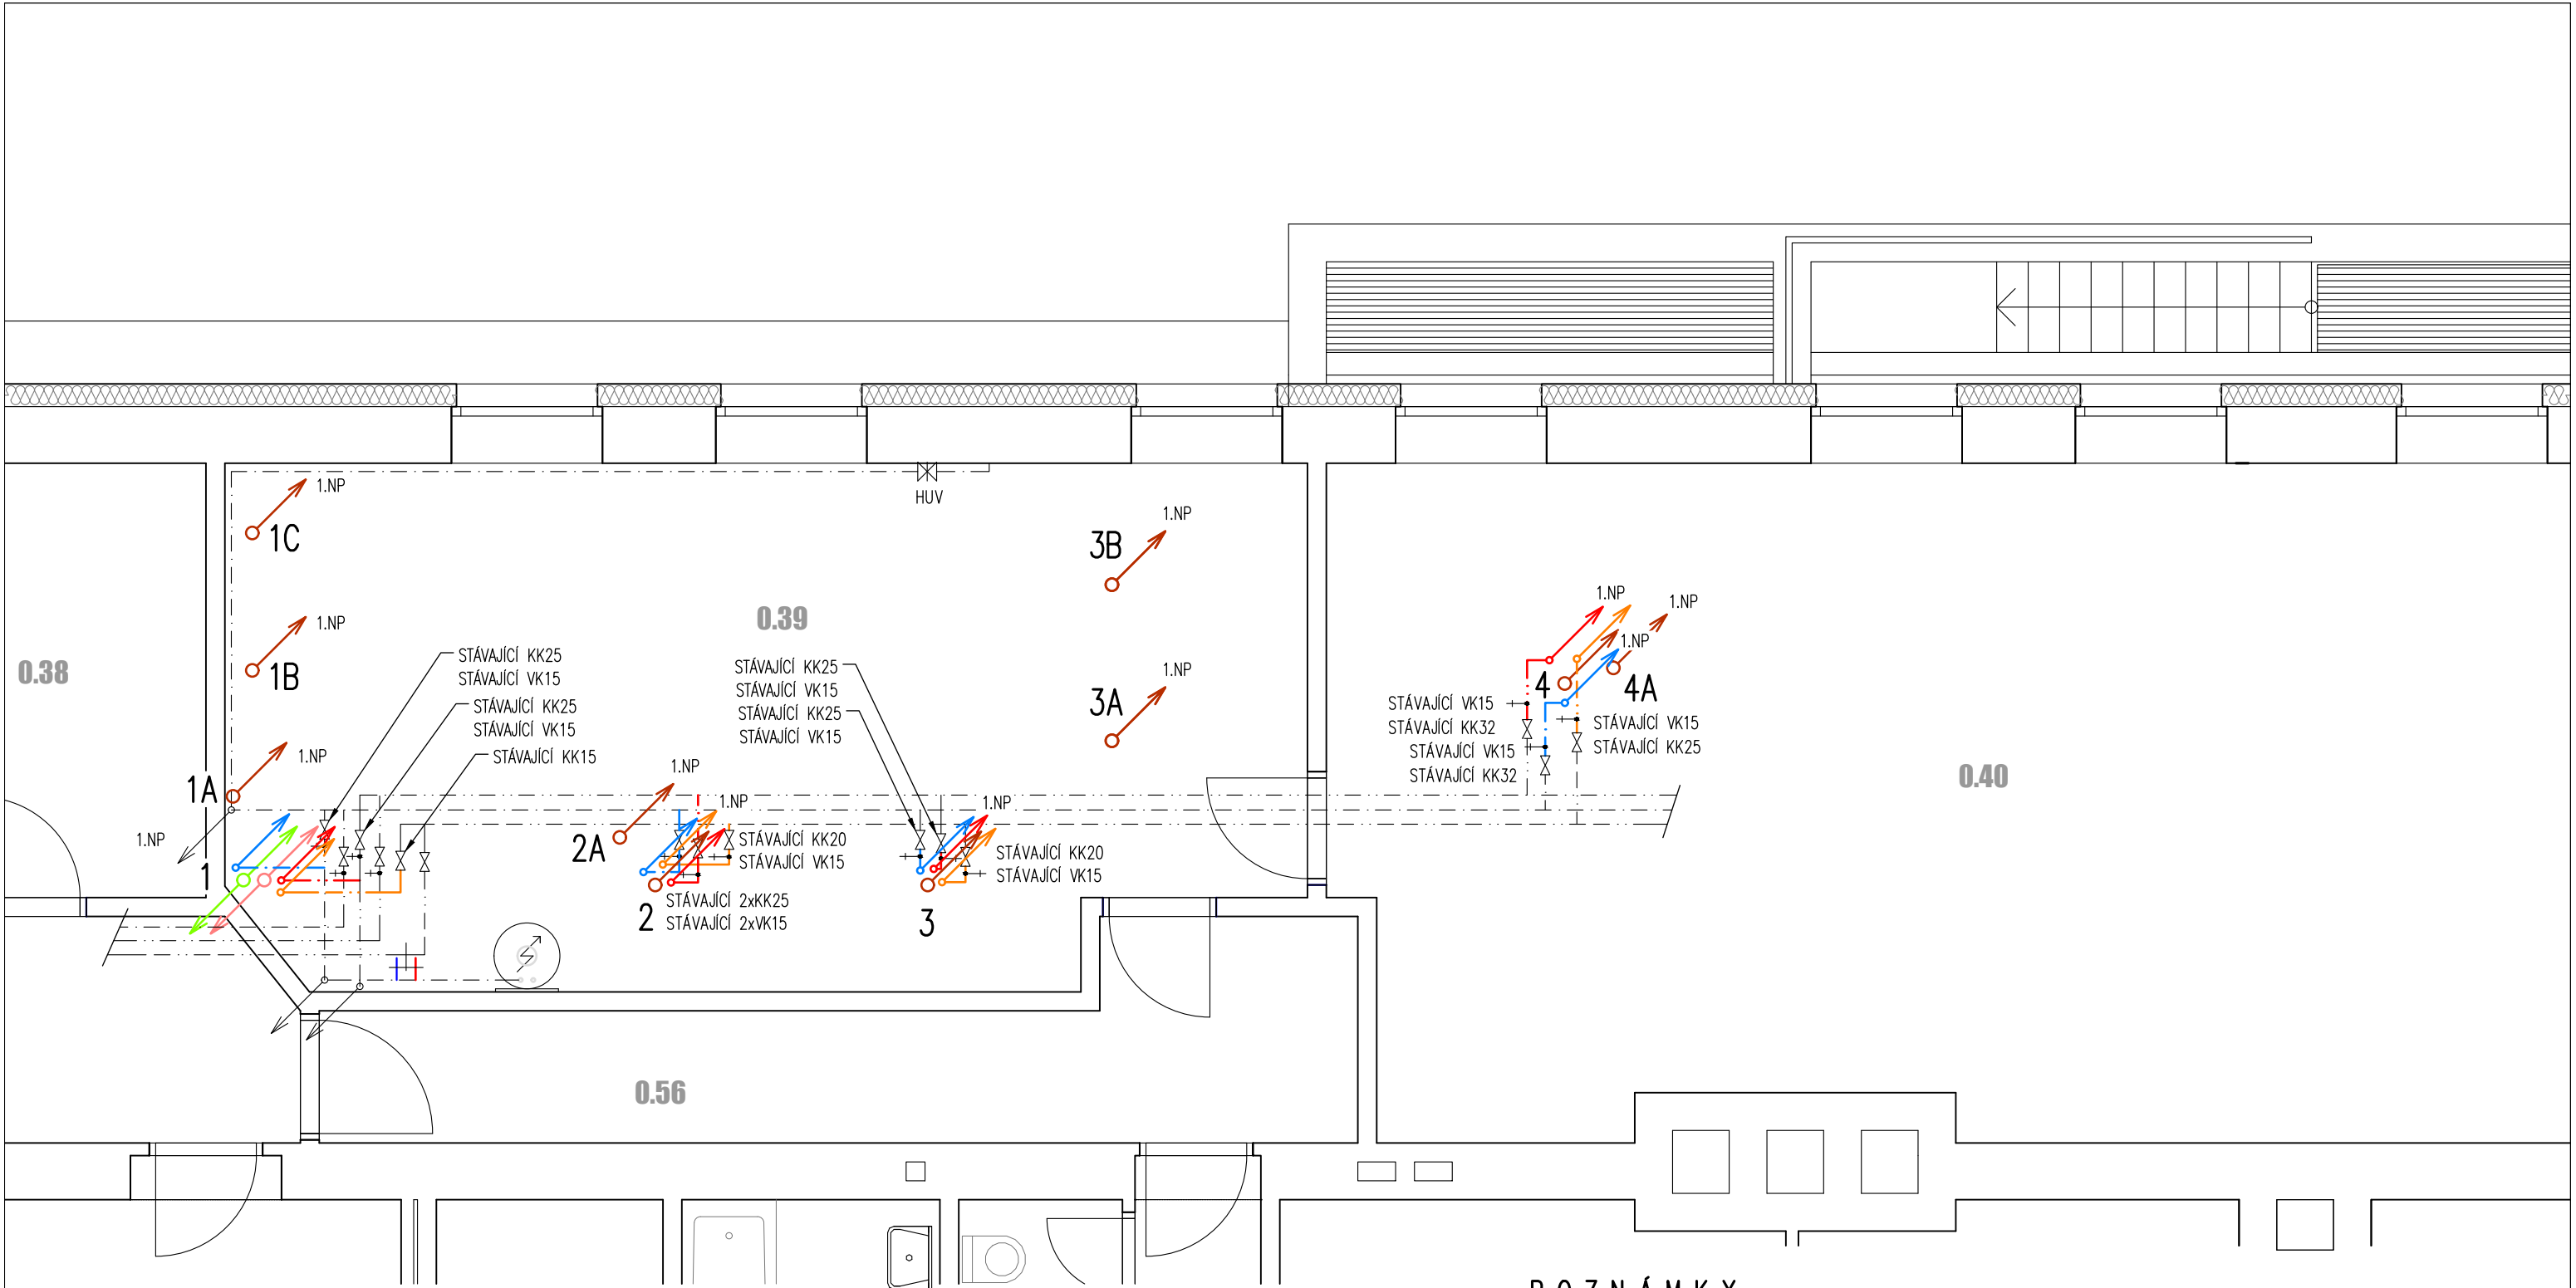 1.NP
HUV
1C
1.NP
3B
1.NP
1.NP
1.NP
0.39
1.NP
0.38
1B
STÁVAJÍCÍ KK25
STÁVAJÍCÍ VK15
STÁVAJÍCÍ KK25
STÁVAJÍCÍ VK15
STÁVAJÍCÍ KK15
STÁVAJÍCÍ KK25
STÁVAJÍCÍ VK15
STÁVAJÍCÍ KK25
STÁVAJÍCÍ VK15
1.NP
3A
4
4A
STÁVAJÍCÍ VK15
STÁVAJÍCÍ KK32
STÁVAJÍCÍ VK15
STÁVAJÍCÍ KK32
STÁVAJÍCÍ VK15
STÁVAJÍCÍ KK25
0.40
1.NP
1A
1.NP
1.NP
1.NP
1.NP
1
2A
STÁVAJÍCÍ KK20
STÁVAJÍCÍ VK15
STÁVAJÍCÍ KK20
STÁVAJÍCÍ VK15
2
STÁVAJÍCÍ 2xKK25
STÁVAJÍCÍ 2xVK15
3
0.56
POZNÁMKY